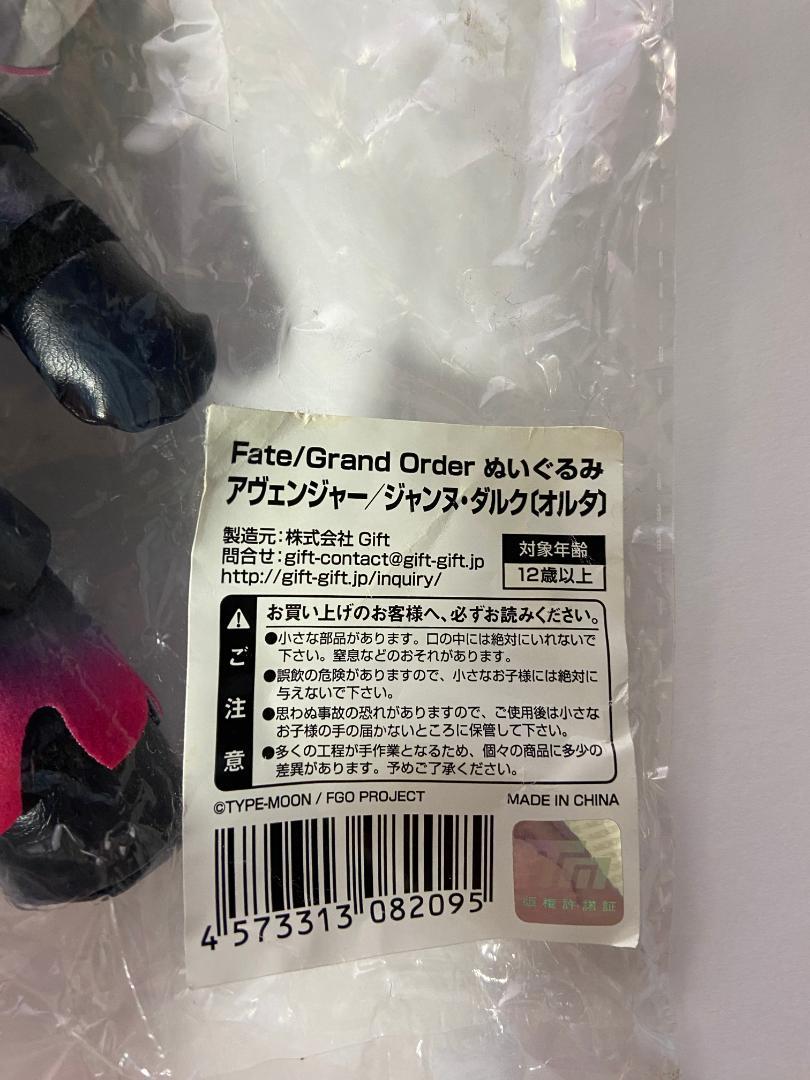 Fate/Grand Order ぬいぐるみ
アヴェンジャー/ジャンヌ・ダルク〔オルタ〕
製造元:株式会社 Gift
問合せ:gift-contact@gift-gift.jp
http://gift-gift.jp/inquiry/
対象年齢
12歳以上
ご注意
お買い上げのお客様へ、必ずお読みください。
●小さな部品があります。口の中には絶対にいれないで
下さい。窒息などのおそれがあります。
●誤飲の危険がありますので、小さなお子様には絶対に
与えないで下さい。
●思わぬ事故の恐れがありますので、ご使用後は小さな
お子様の手の届かないところに保管して下さい。
●多くの工程が手作業となるため、個々の商品に多少の
差異があります。予めご了承ください。
©TYPE-MOON / FGO PROJECT
MADE IN CHINA
4 573313 082095
版権許諾証